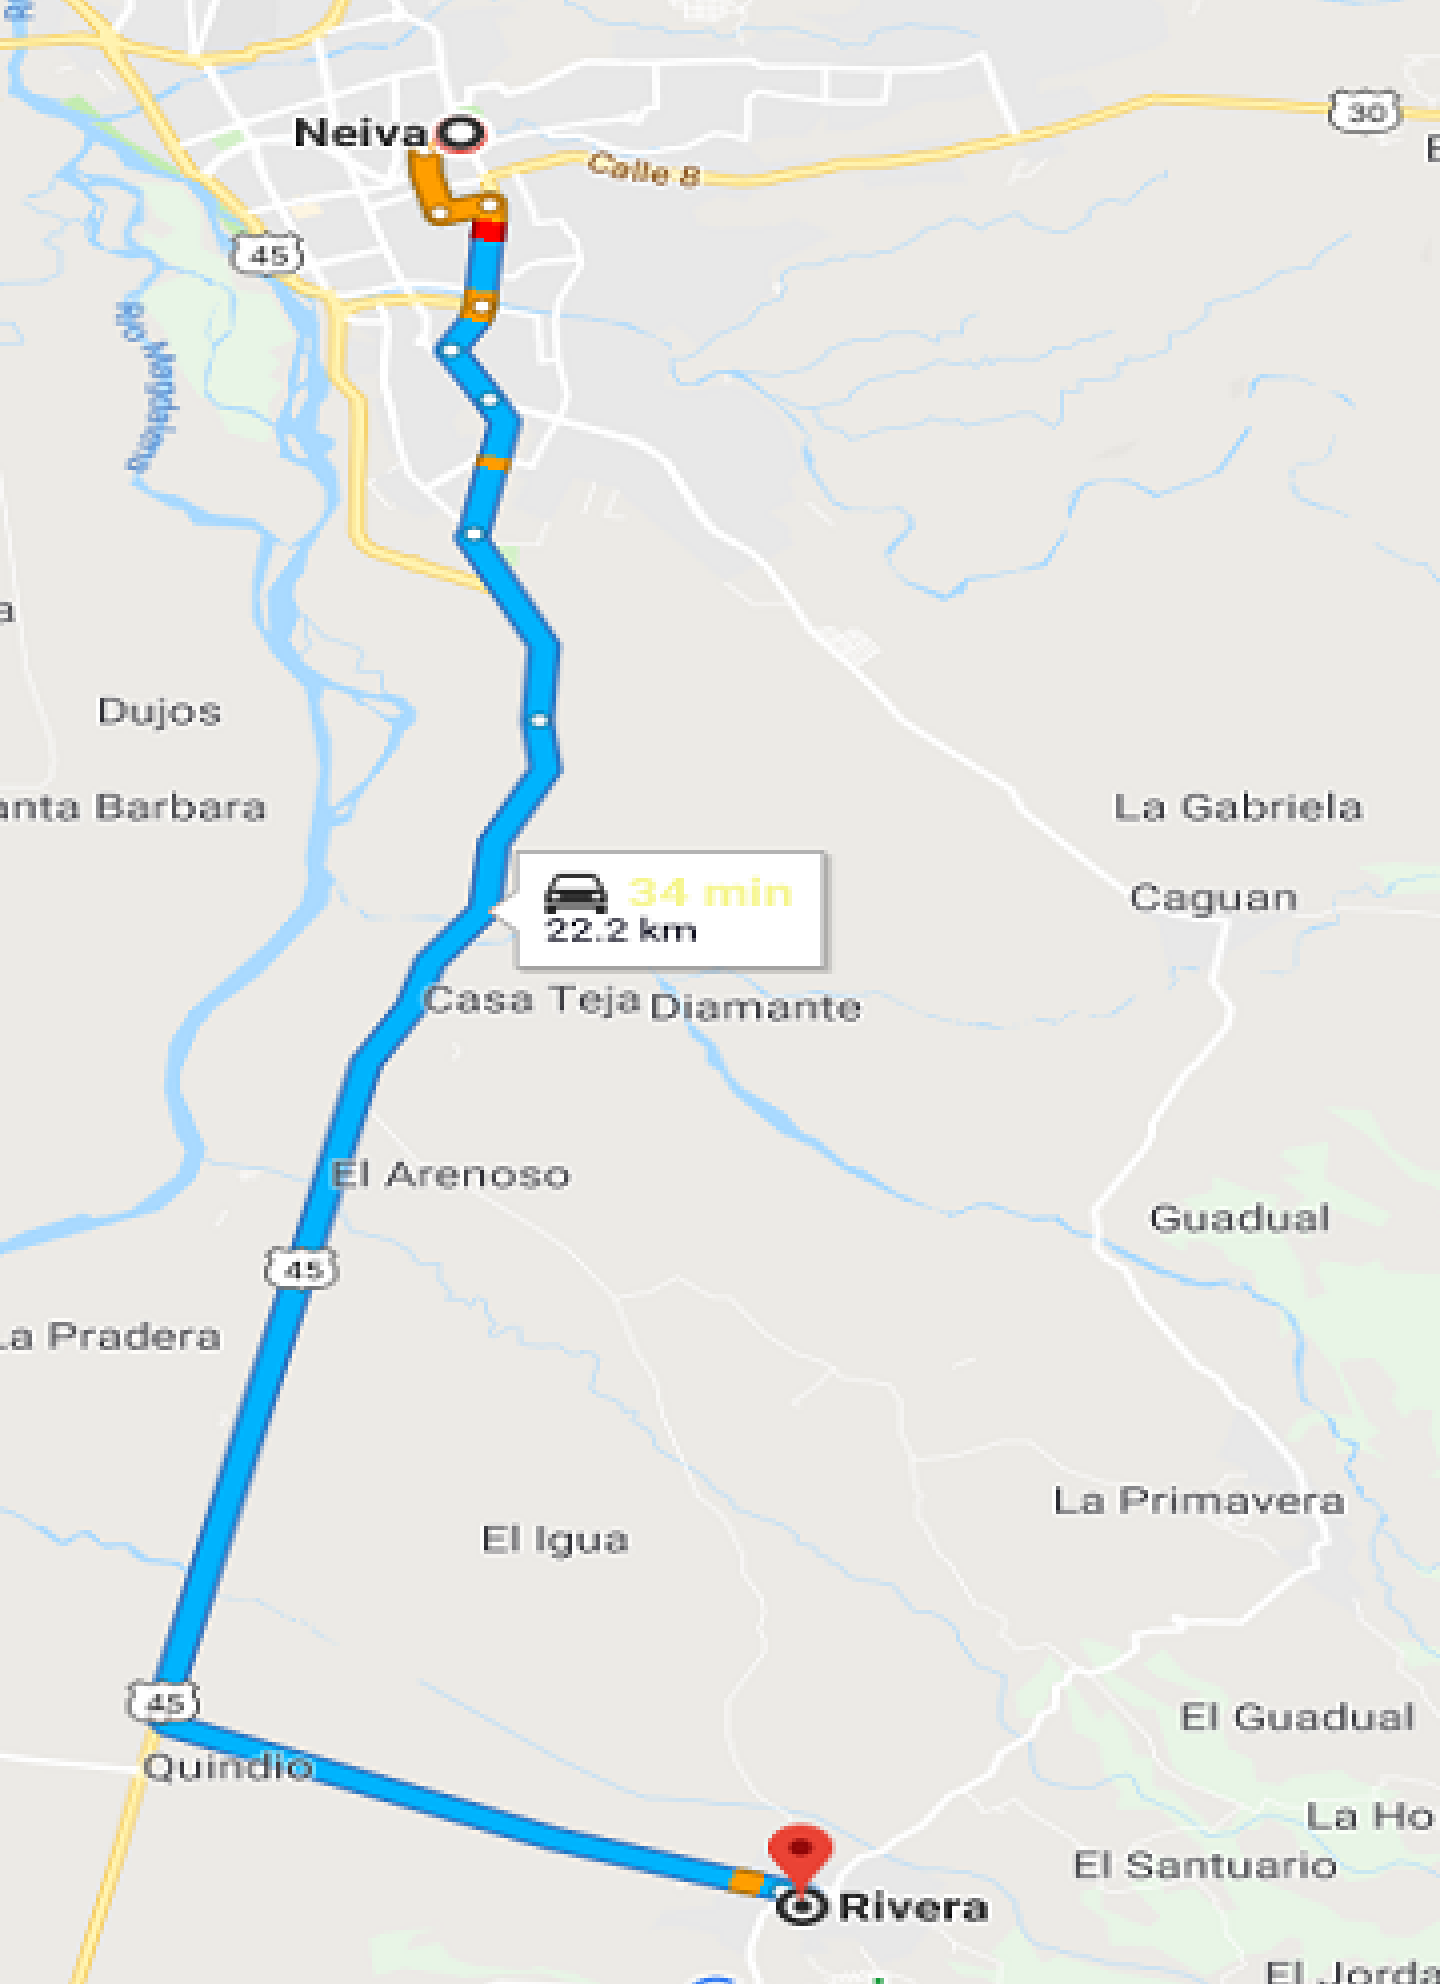 30
Neiva
Calle 8
45
Río Magdalena
Dujos
anta Barbara
La Gabriela
34 min
Caguan
22.2 km
Casa Teja
Diamante
El Arenoso
Guadual
45
La Pradera
La Primavera
El Igua
45
El Guadual
Quindio
La Ho
El Santuario
Rivera
El Jorda